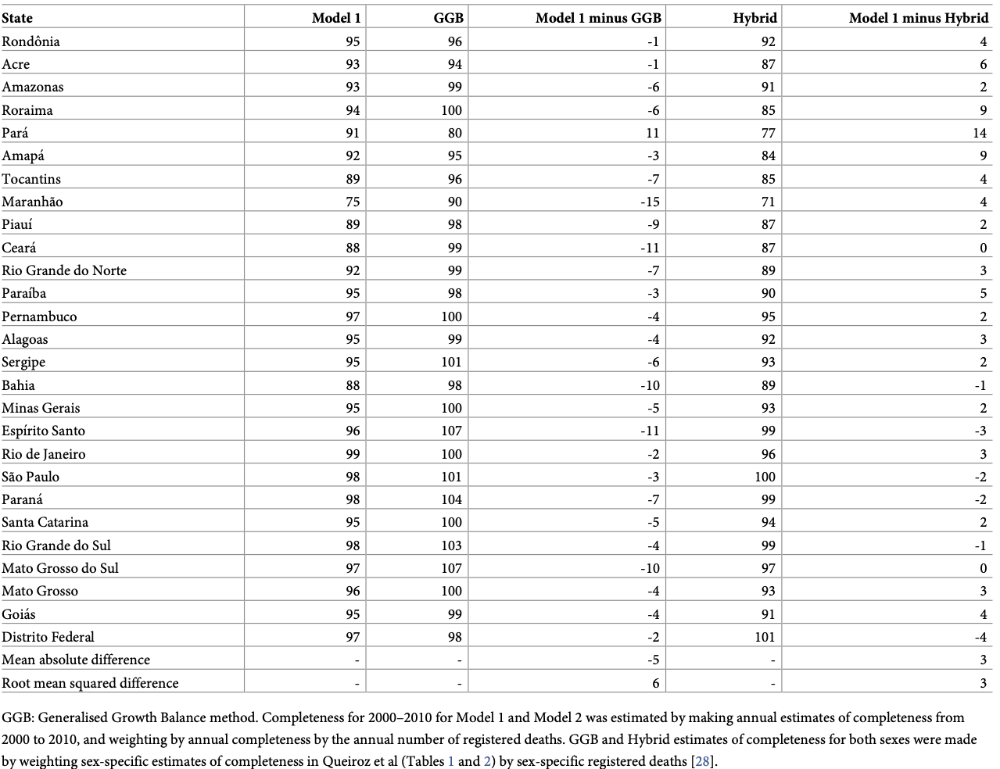 State Model 1 GGB Model 1 minus GGB Hybrid Model 1 minus Hybrid
Rondônia 95 96 -1 92 4
Acre 93 94 -1 87 6
Amazonas 93 99 -6 91 2
Roraima 94 100 -6 85 9
Pará 91 80 11 77 14
Amapá 92 95 -3 84 9
Tocantins 89 96 -7 85 4
Maranhão 75 90 -15 71 4
Piauí 89 98 -9 87 2
Ceará 88 99 -11 87 0
Rio Grande do Norte 92 99 -7 89 3
Paraíba 95 98 -3 90 5
Pernambuco 97 100 -4 95 2
Alagoas 95 99 -4 92 3
Sergipe 95 101 -6 93 2
Bahia 88 98 -10 89 -1
Minas Gerais 95 100 -5 93 2
Espírito Santo 96 107 -11 99 -3
Rio de Janeiro 99 100 -2 96 3
São Paulo 98 101 -3 100 -2
Paraná 98 104 -7 99 -2
Santa Catarina 95 100 -5 94 2
Rio Grande do Sul 98 103 -4 99 -1
Mato Grosso do Sul 97 107 -10 97 0
Mato Grosso 96 100 -4 93 3
Goiás 95 99 -4 91 4
Distrito Federal 97 98 -2 101 -4
Mean absolute difference - - -5 - 3
Root mean squared difference - - 6 - 3
GGB: Generalised Growth Balance method. Completeness for 2000–2010 for Model 1 and Model 2 was estimated by making annual estimates of completeness from
2000 to 2010, and weighting by annual completeness by the annual number of registered deaths. GGB and Hybrid estimates of completeness for both sexes were made
by weighting sex-specific estimates of completeness in Queiroz et al (Tables 1 and 2) by sex-specific registered deaths [28].